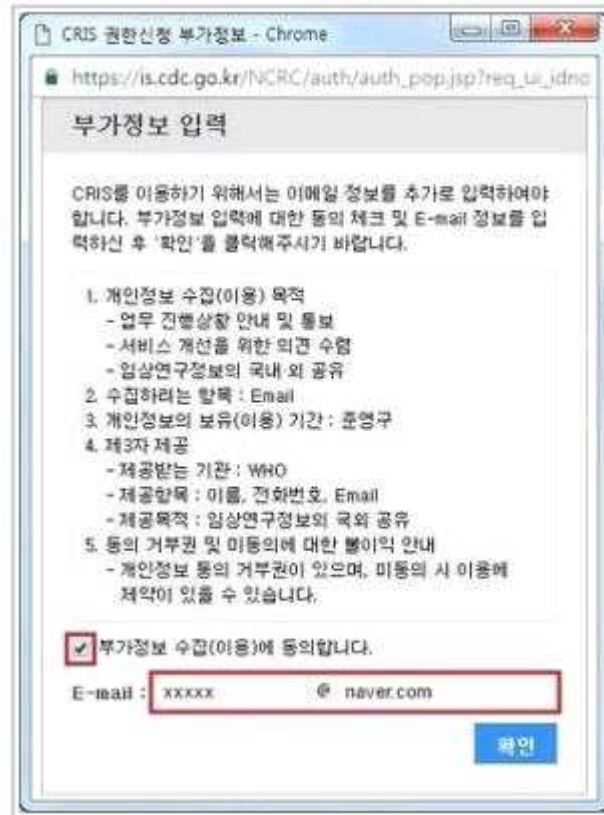 CRIS 권한신청 부가정보 - Chrome
https://is.cdc.go.kr/NCRC/auth/auth_pop.jsp?req_ui_idno
부가정보 입력
CRIS를 이용하기 위해서는 이메일 정보를 추가로 입력하여야
합니다. 부가정보 입력에 대한 동의 체크 및 E-mail 정보를 입
력하신 후 '확인'을 클릭해주시기 바랍니다.
1. 개인정보 수집(이용) 목적
- 업무 진행상황 안내 및 통보
- 서비스 개선을 위한 의견 수렴
- 임상연구정보의 국내·외 공유
2. 수집하려는 항목 : Email
3. 개인정보의 보유(이용) 기간 : 준영구
4. 제3자 제공
- 제공받는 기관 : WHO
- 제공항목 : 이름, 전화번호, Email
- 제공목적 : 임상연구정보의 국외 공유
5. 동의 거부권 및 미동의에 대한 불이익 안내
- 개인정보 동의 거부권이 있으며, 미동의 시 이용에
제약이 있을 수 있습니다.
부가정보 수집(이용)에 동의합니다.
E-mail : xxxxx @ naver.com
확인